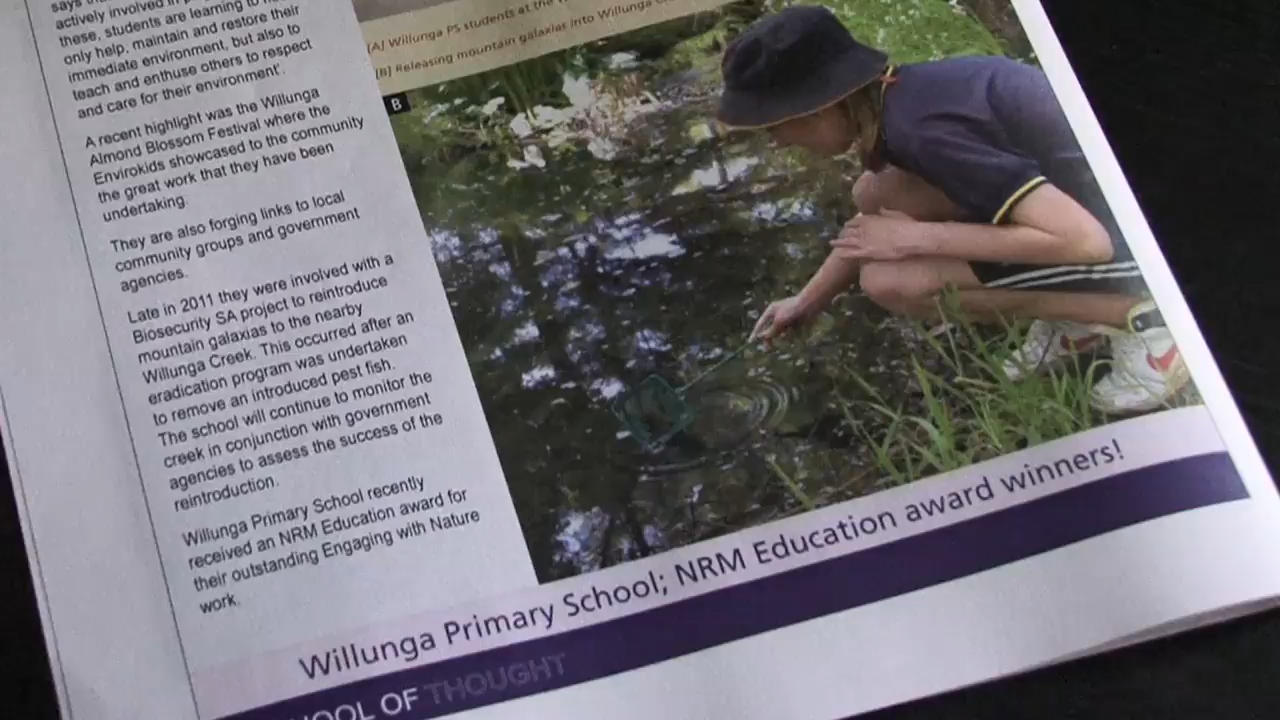 says
actively involved in
these, students are learning to
only help, maintain and restore their
immediate environment, but also to
teach and enthuse others to respect
and care for their environment'.
A recent highlight was the Willunga
Almond Blossom Festival where the
Envirokids showcased to the community
the great work that they have been
undertaking.
They are also forging links to local
community groups and government
agencies.
Late in 2011 they were involved with a
Biosecurity SA project to reintroduce
mountain galaxias to the nearby
Willunga Creek. This occurred after an
eradication program was undertaken
to remove an introduced pest fish.
The school will continue to monitor the
creek in conjunction with government
agencies to assess the success of the
reintroduction.
Willunga Primary School recently
received an NRM Education award for
their outstanding Engaging with Nature
work.
[A] Willunga PS students at the
[B] Releasing mountain galaxias into Willunga
B
Willunga Primary School; NRM Education award winners!
OF THOUGHT